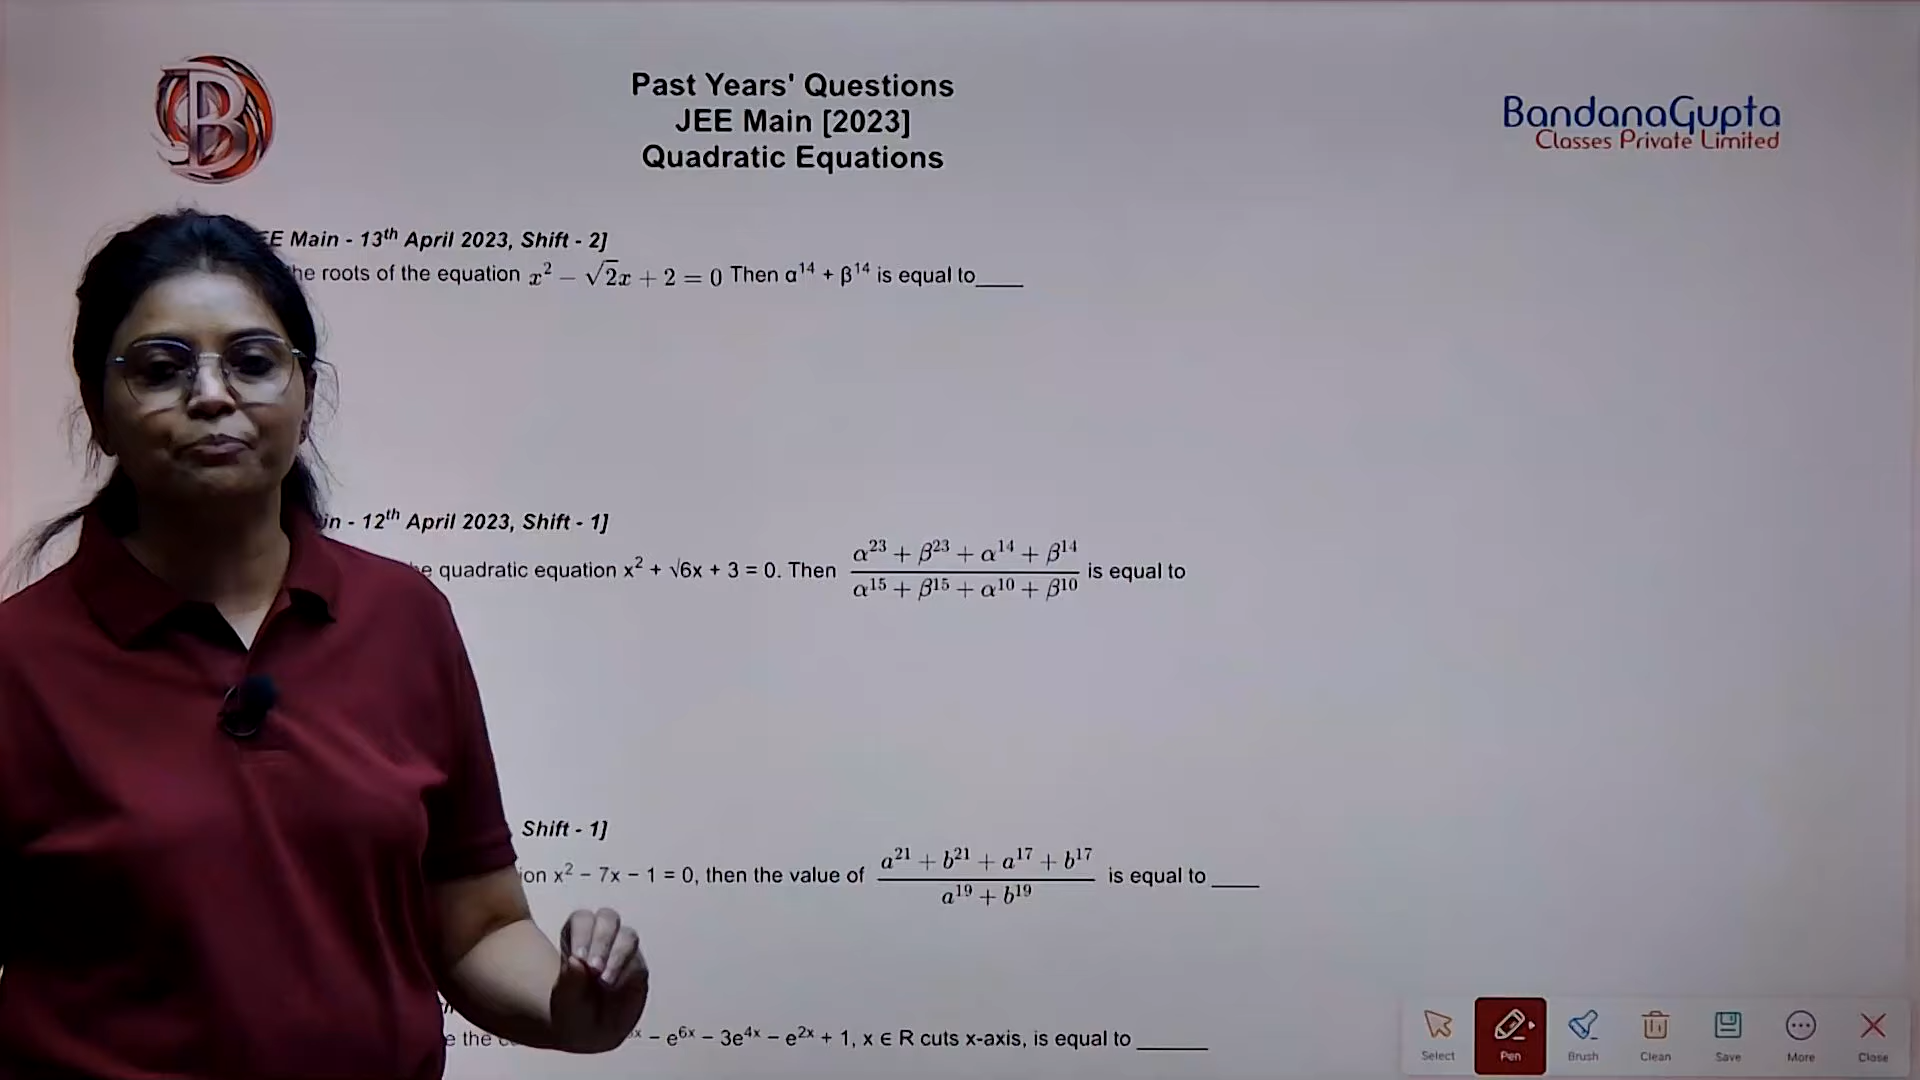 B
Past Years' Questions
JEE Main [2023]
Quadratic Equations
BandanaGupta
Classes Private Limited
EE Main - 13th April 2023, Shift - 2]
he roots of the equation x² − √2x + 2 = 0 Then α¹⁴ + β¹⁴ is equal to____
in - 12th April 2023, Shift - 1]
e quadratic equation x² + √6x + 3 = 0. Then (α²³ + β²³ + α¹⁴ + β¹⁴) / (α¹⁵ + β¹⁵ + α¹⁰ + β¹⁰) is equal to
Shift - 1]
ion x² − 7x − 1 = 0, then the value of (a²¹ + b²¹ + a¹⁷ + b¹⁷) / (a¹⁹ + b¹⁹) is equal to ____
e the − e⁶ˣ − 3e⁴ˣ − e²ˣ + 1, x ∈ R cuts x-axis, is equal to ______
Select Pen Brush Clean Save More Close